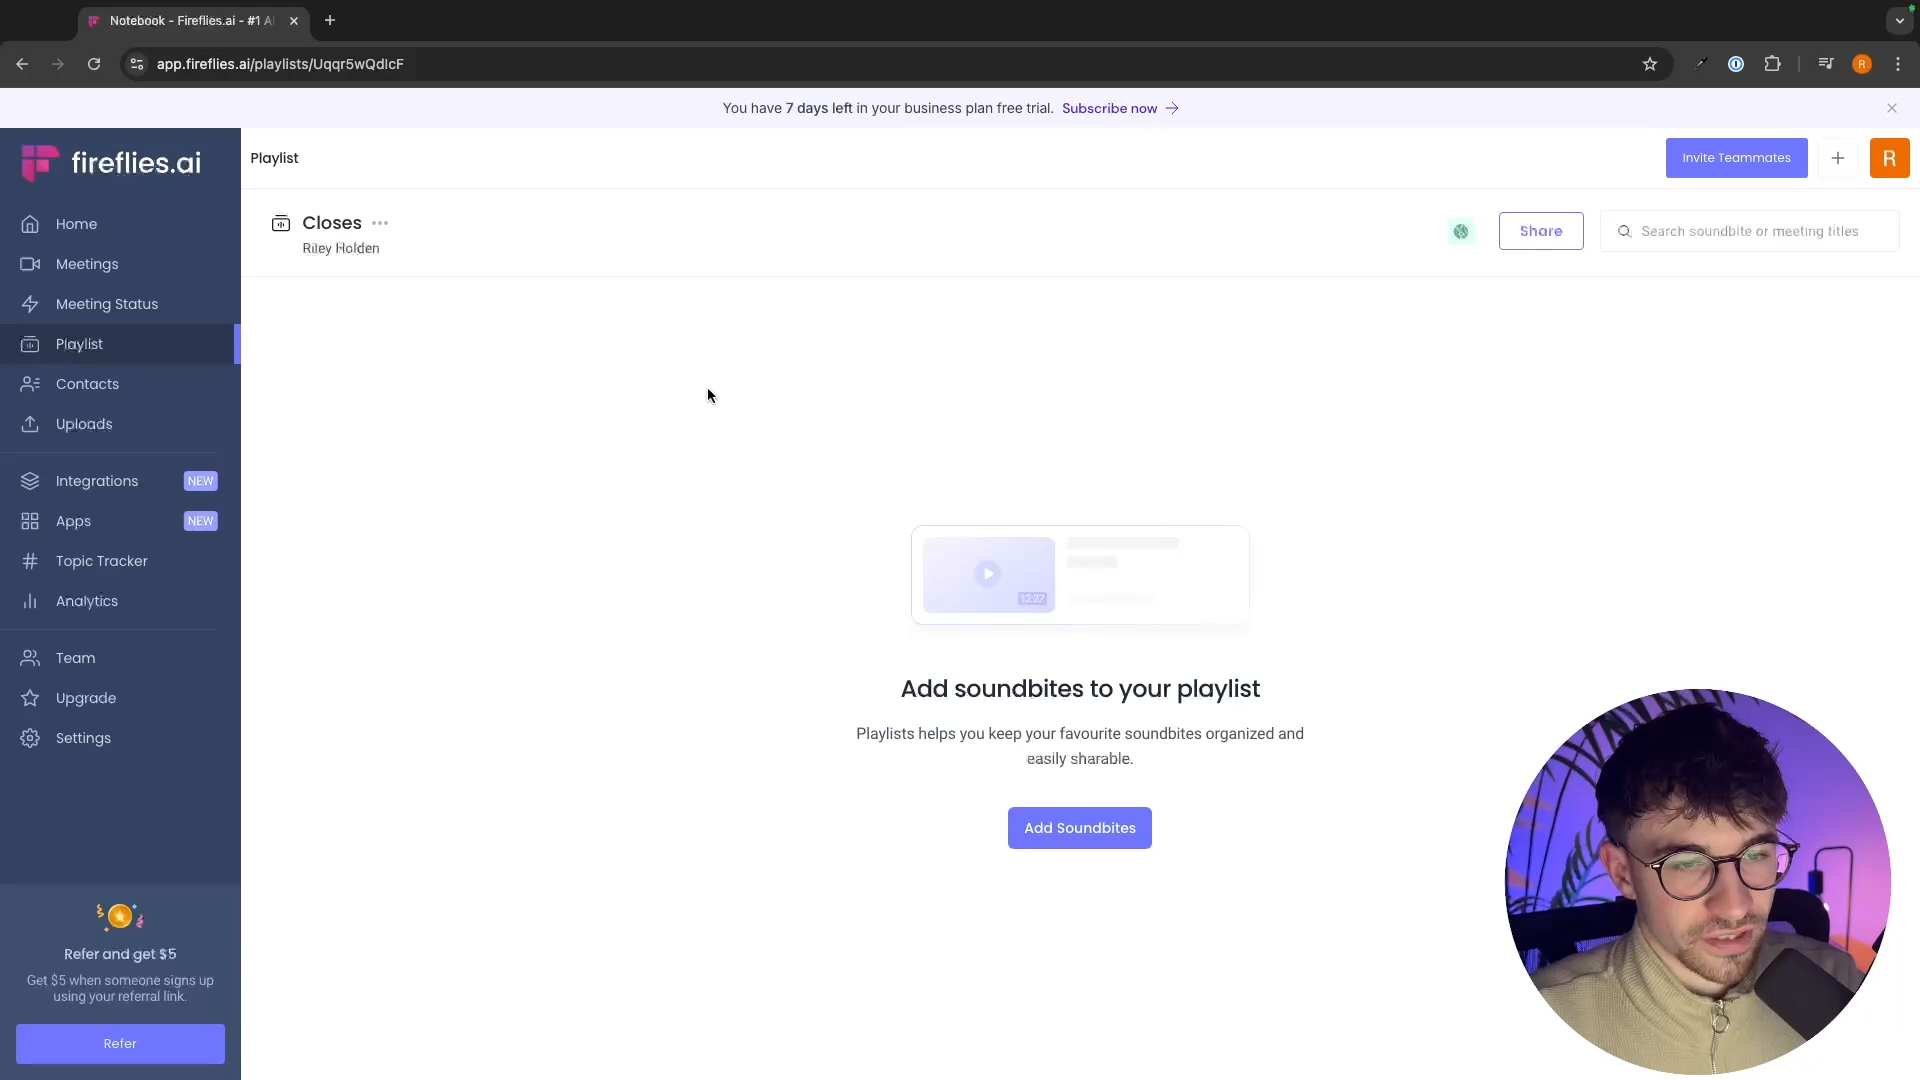 Notebook - Fireflies.ai - #1 A
app.fireflies.ai/playlists/Uqqr5wQdlcF
R
You have 7 days left in your business plan free trial. Subscribe now
fireflies.ai
Playlist
Invite Teammates
R
Home
Meetings
Meeting Status
Playlist
Contacts
Uploads
Integrations NEW
Apps NEW
Topic Tracker
Analytics
Team
Upgrade
Settings
Refer and get $5
Get $5 when someone signs up
using your referral link.
Refer
Closes
Riley Holden
Share
Search soundbite or meeting titles
12:27
Add soundbites to your playlist
Playlists helps you keep your favourite soundbites organized and
easily sharable.
Add Soundbites